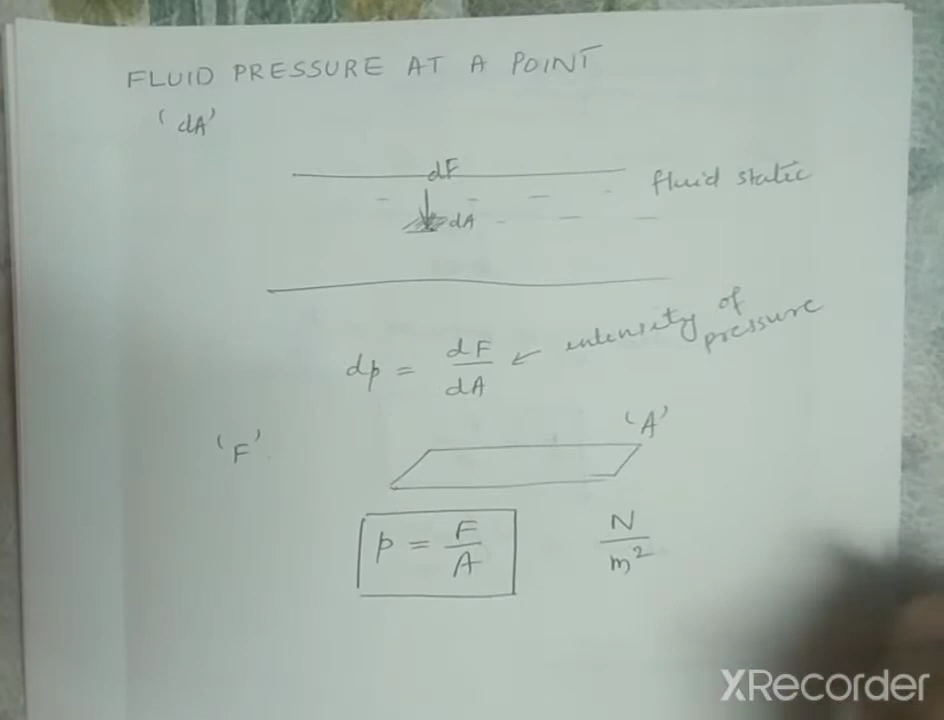 FLUID PRESSURE AT A POINT
'dA'
dF
fluid static
dA
dp = dF/dA ← intensity of pressure
'F'
'A'
p = F/A
N/m²
XRecorder